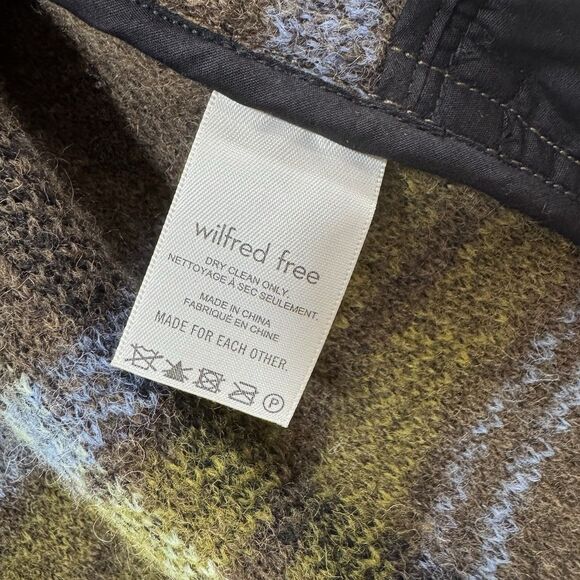 wilfred free
DRY CLEAN ONLY
NETTOYAGE À SEC SEULEMENT.
MADE IN CHINA
FABRIQUÉ EN CHINE
MADE FOR EACH OTHER.
P